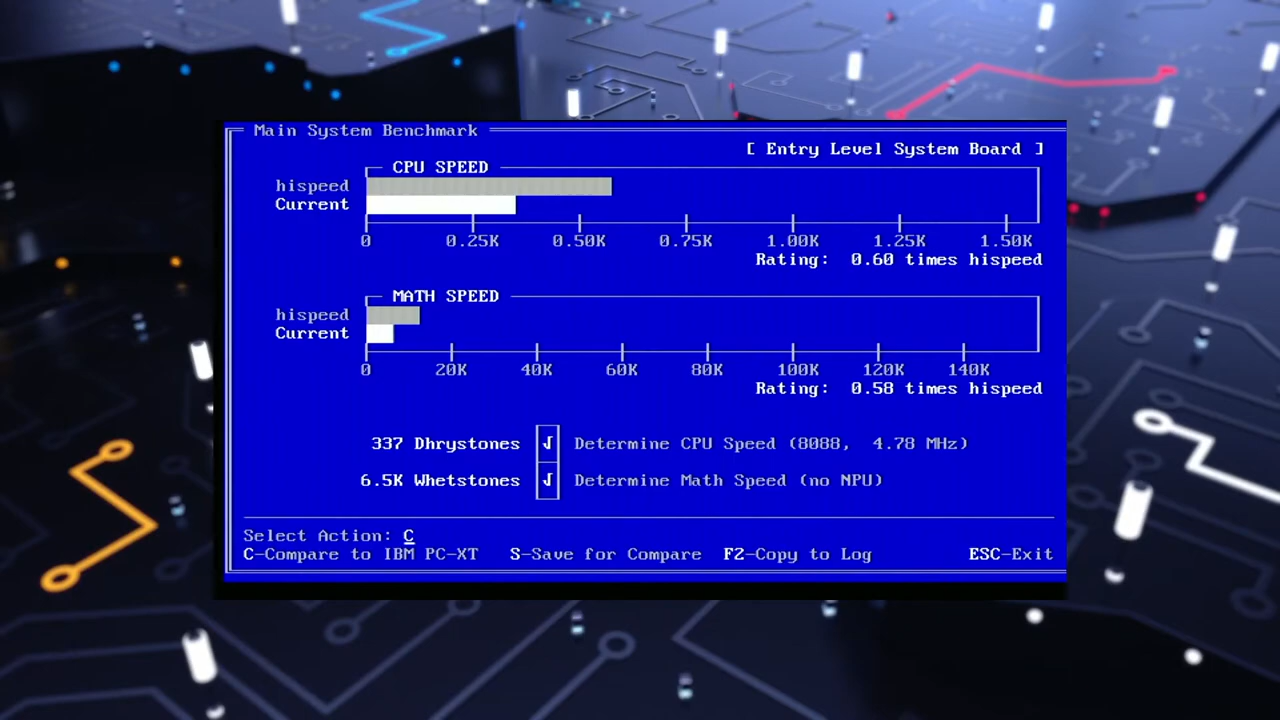 Main System Benchmark
[ Entry Level System Board ]
CPU SPEED
hispeed
Current
0 0.25K 0.50K 0.75K 1.00K 1.25K 1.50K
Rating: 0.60 times hispeed
MATH SPEED
hispeed
Current
0 20K 40K 60K 80K 100K 120K 140K
Rating: 0.58 times hispeed
337 Dhrystones √ Determine CPU Speed (8088, 4.78 MHz)
6.5K Whetstones √ Determine Math Speed (no NPU)
Select Action: C
C-Compare to IBM PC-XT S-Save for Compare F2-Copy to Log ESC-Exit